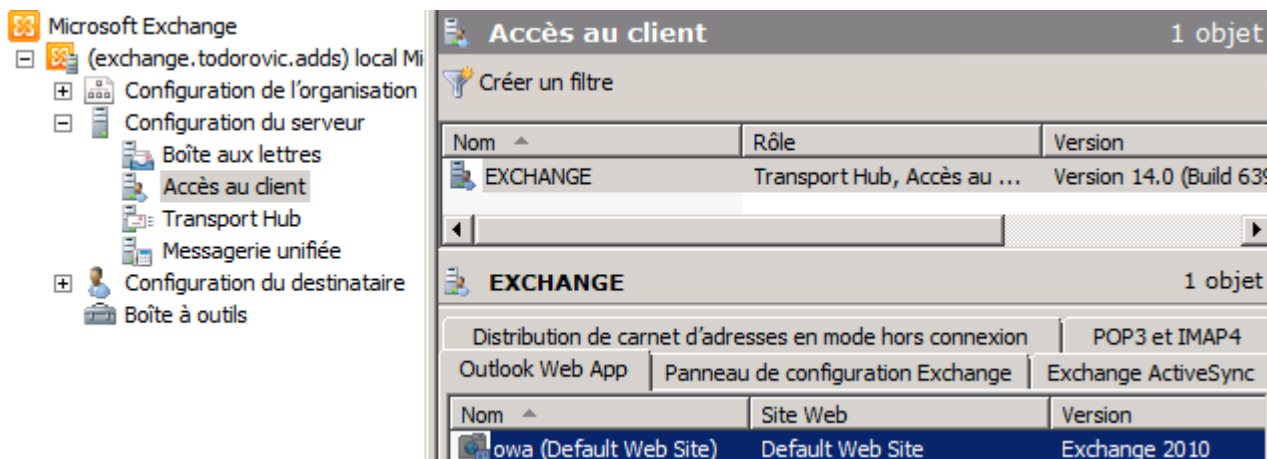 Microsoft Exchange
(exchange.todorovic.adds) local Mi
Configuration de l'organisation
Configuration du serveur
Boîte aux lettres
Accès au client
Transport Hub
Messagerie unifiée
Configuration du destinataire
Boîte à outils
Accès au client 1 objet
Créer un filtre
Nom Rôle Version
EXCHANGE Transport Hub, Accès au ... Version 14.0 (Build 639
EXCHANGE 1 objet
Distribution de carnet d'adresses en mode hors connexion POP3 et IMAP4
Outlook Web App Panneau de configuration Exchange Exchange ActiveSync
Nom Site Web Version
owa (Default Web Site) Default Web Site Exchange 2010